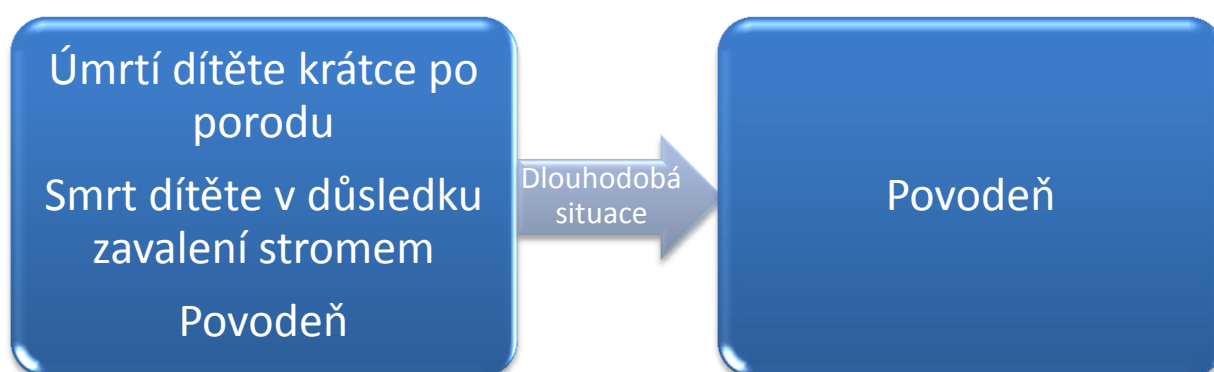 Úmrtí dítěte krátce po
porodu
Smrt dítěte v důsledku
zavalení stromem
Povodeň
Dlouhodobá
situace
Povodeň